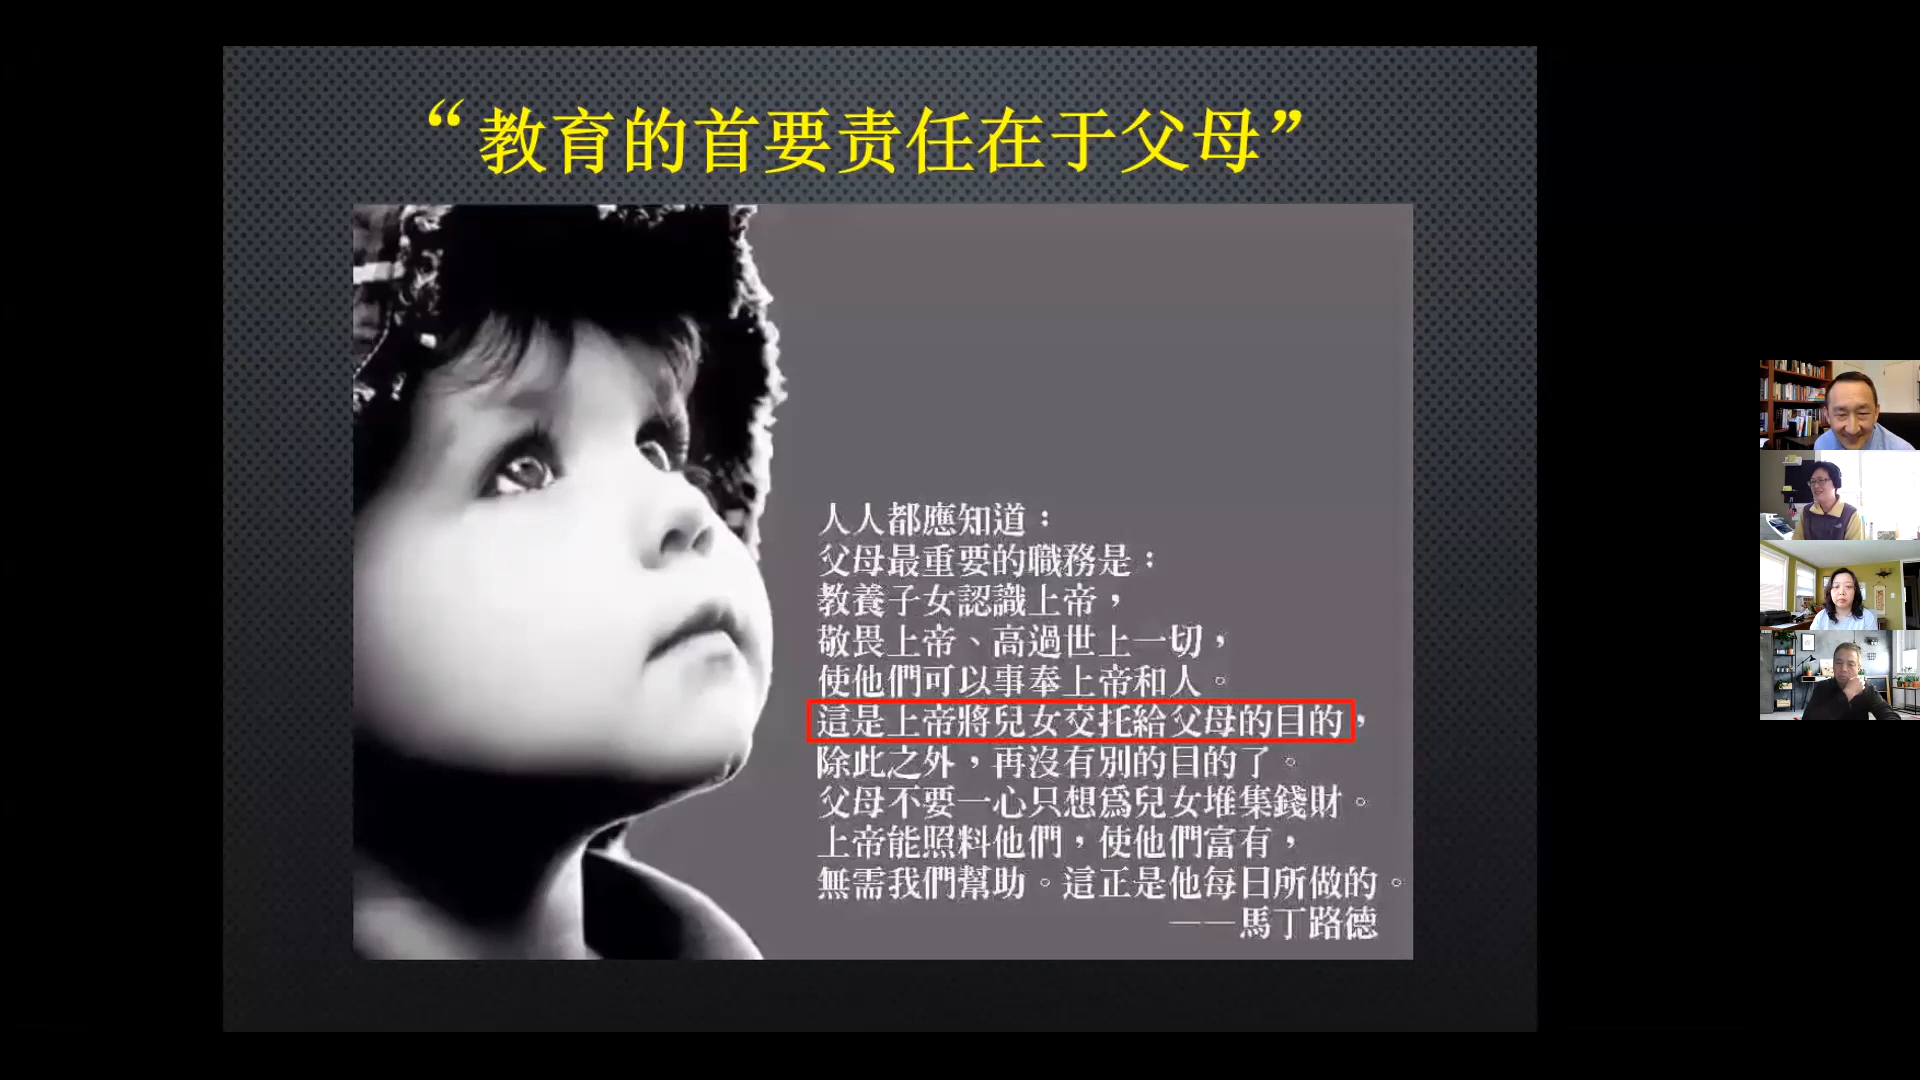 “教育的首要责任在于父母”
人人都應知道：
父母最重要的職務是：
教養子女認識上帝，
敬畏上帝、高過世上一切，
使他們可以事奉上帝和人。
這是上帝將兒女交托給父母的目的，
除此之外，再沒有別的目的了。
父母不要一心只想爲兒女堆集錢財。
上帝能照料他們，使他們富有，
無需我們幫助。這正是他每日所做的。
——馬丁路德